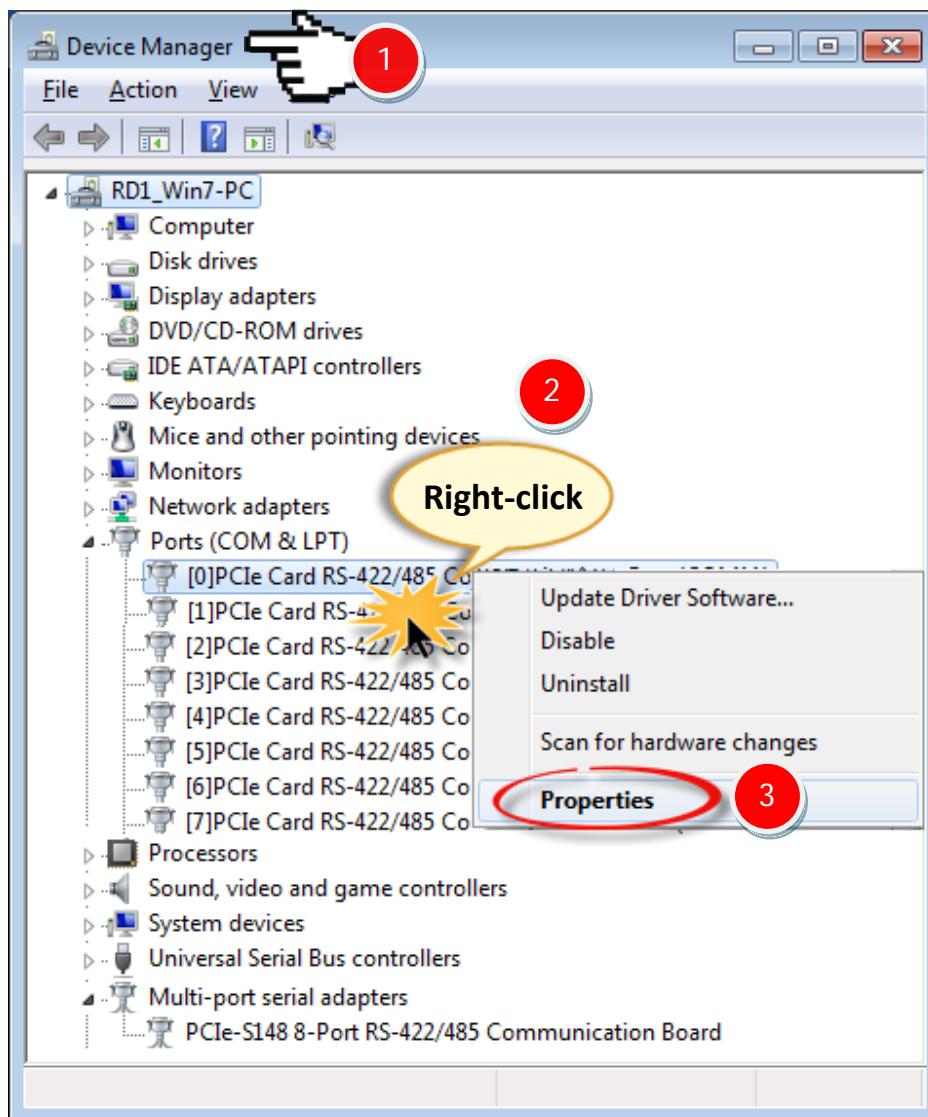 Device Manager
1
File Action View
RD1_Win7-PC
Computer
Disk drives
Display adapters
DVD/CD-ROM drives
IDE ATA/ATAPI controllers
2
Keyboards
Mice and other pointing devices
Monitors
Right-click
Network adapters
Ports (COM & LPT)
[0]PCIe Card RS-422/485
[1]PCIe Card
[2]PCIe Card RS-422/485 Co
[3]PCIe Card RS-422/485 Co
[4]PCIe Card RS-422/485 Co
[5]PCIe Card RS-422/485 Co
[6]PCIe Card RS-422/485 Co
[7]PCIe Card RS-422/485 Co
Update Driver Software...
Disable
Uninstall
Scan for hardware changes
Properties
3
Processors
Sound, video and game controllers
System devices
Universal Serial Bus controllers
Multi-port serial adapters
PCIe-S148 8-Port RS-422/485 Communication Board